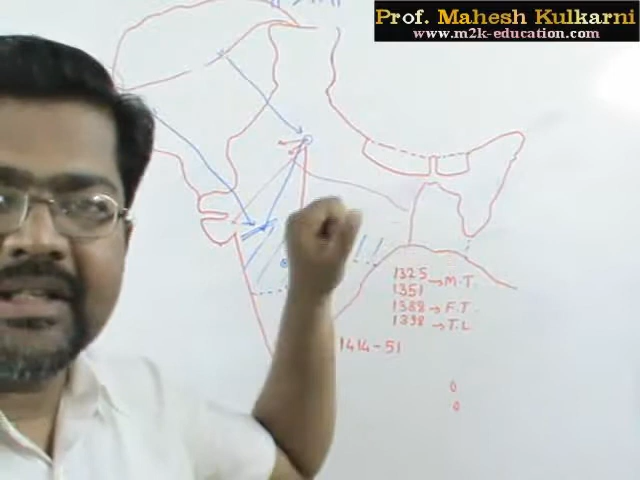 Prof. Mahesh Kulkarni
www.m2k-education.com
1325 → M.T.
1351
1388 → F.T.
1398 → T.L
1414-51